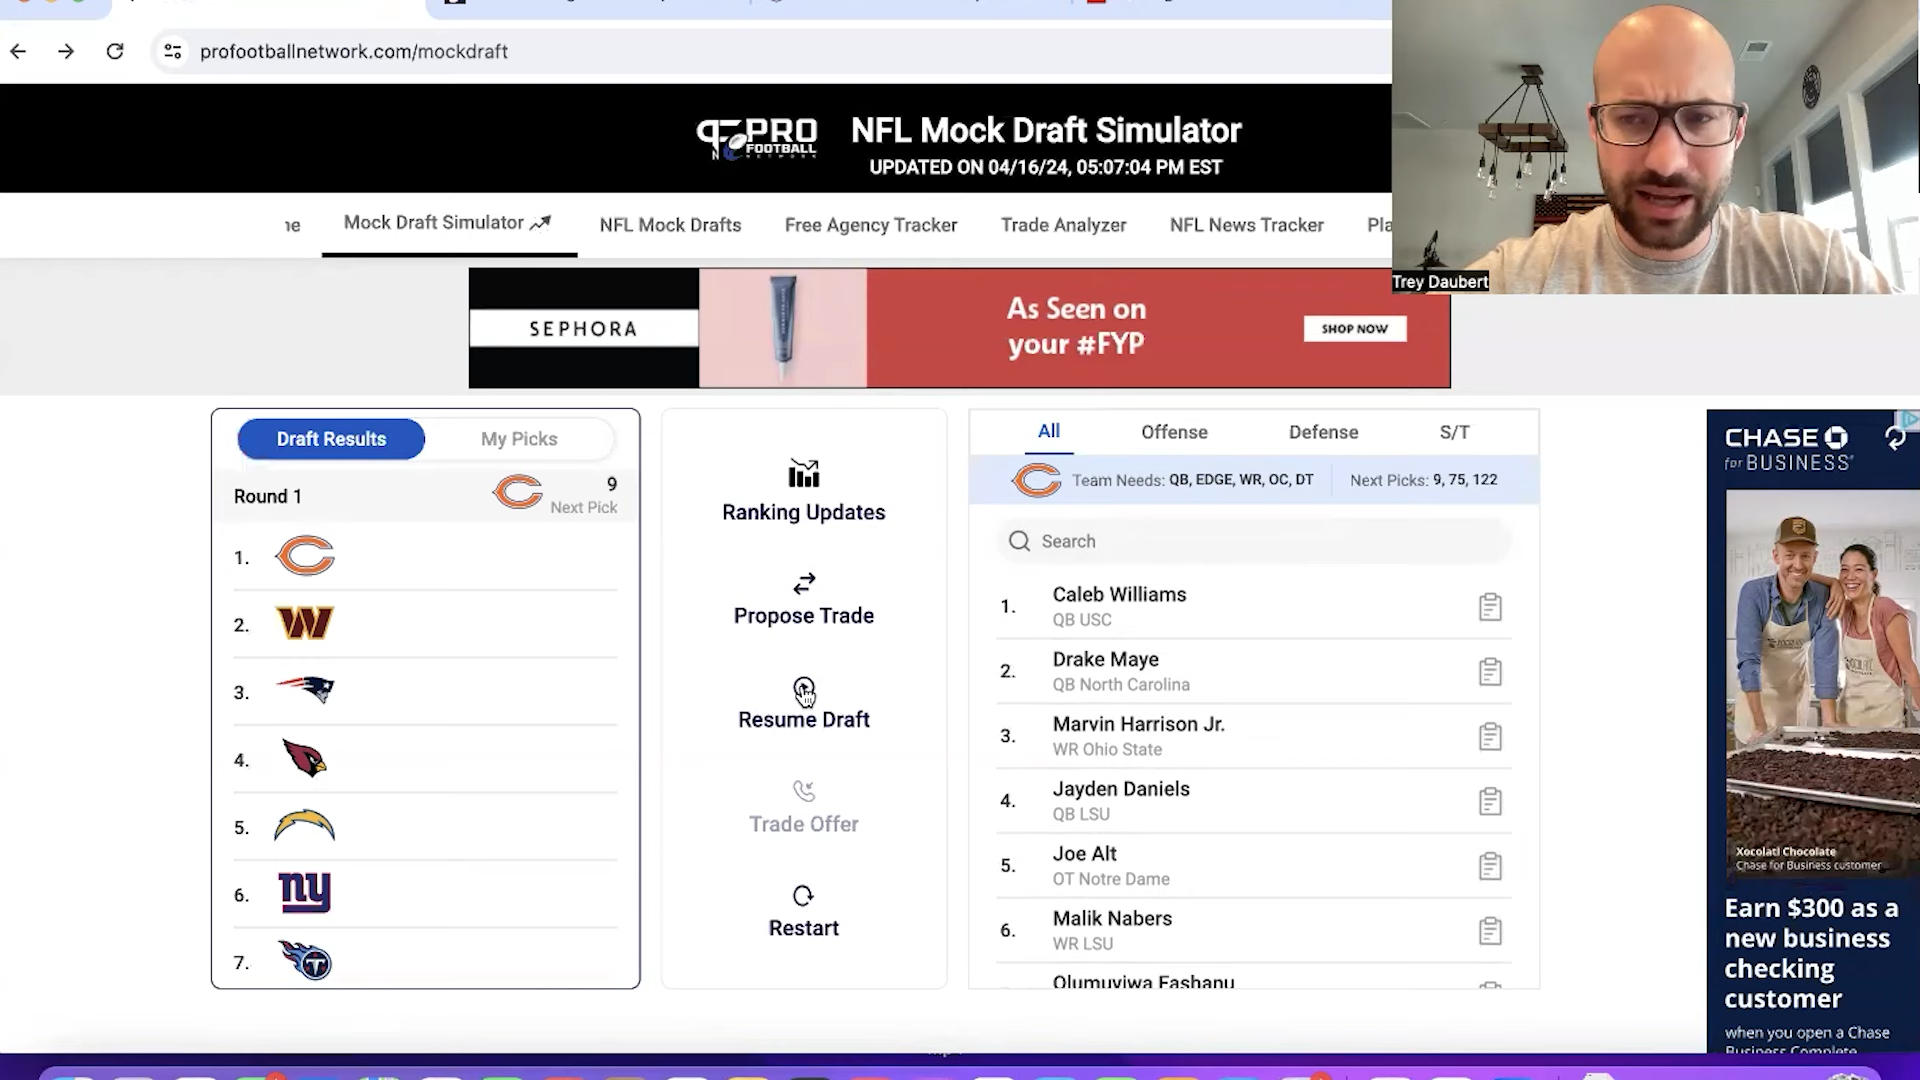 profootballnetwork.com/mockdraft
PRO
FOOTBALL
NETWORK
NFL Mock Draft Simulator
UPDATED ON 04/16/24, 05:07:04 PM EST
Mock Draft Simulator
NFL Mock Drafts
Free Agency Tracker
Trade Analyzer
NFL News Tracker
Trey Daubert
SEPHORA
As Seen on
your #FYP
SHOP NOW
Draft Results
My Picks
Round 1
9
Next Pick
1.
2.
3.
4.
5.
6.
ny
7.
T
Ranking Updates
Propose Trade
Resume Draft
Trade Offer
Restart
All
Offense
Defense
S/T
Team Needs: QB, EDGE, WR, OC, DT
Next Picks: 9, 75, 122
Search
1.
Caleb Williams
QB USC
2.
Drake Maye
QB North Carolina
3.
Marvin Harrison Jr.
WR Ohio State
4.
Jayden Daniels
QB LSU
5.
Joe Alt
OT Notre Dame
6.
Malik Nabers
WR LSU
Olumuyiwa Fashanu
CHASE
for BUSINESS
Xocolatl Chocolate
Chase for Business customer
Earn $300 as a
new business
checking
customer
when you open a Chase
Business Complete